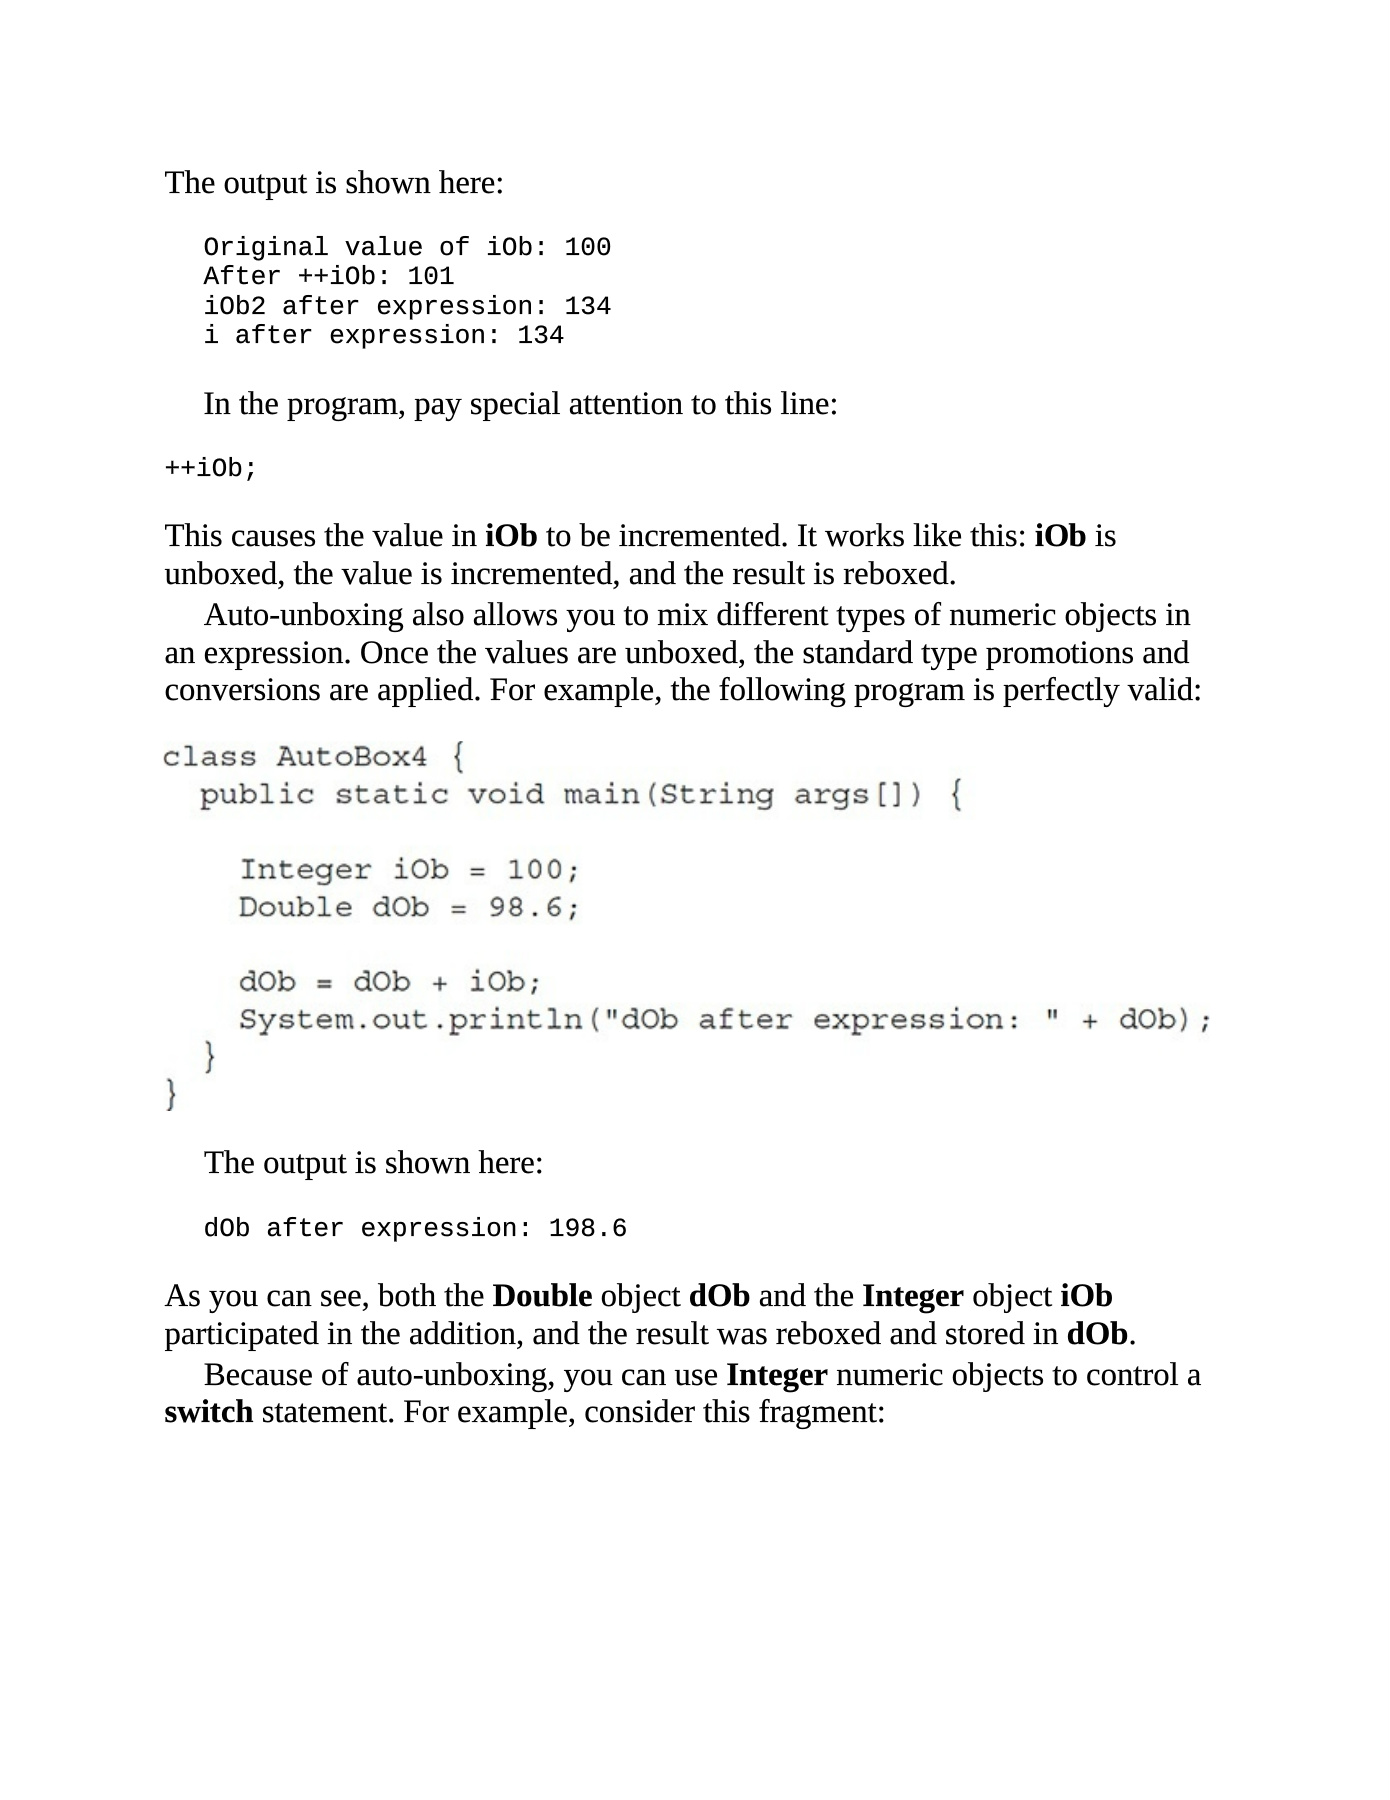 The output is shown here:
Original value of iOb: 100
After ++iOb: 101
iOb2 after expression: 134
i after expression: 134
In the program, pay special attention to this line:
++iOb;
This causes the value in iOb to be incremented. It works like this: iOb is
unboxed, the value is incremented, and the result is reboxed.
Auto-unboxing also allows you to mix different types of numeric objects in
an expression. Once the values are unboxed, the standard type promotions and
conversions are applied. For example, the following program is perfectly valid:
class AutoBox4 {
  public static void main(String args[]) {
    Integer iOb = 100;
    Double dOb = 98.6;
    dOb = dOb + iOb;
    System.out.println("dOb after expression: " + dOb);
  }
}
The output is shown here:
dOb after expression: 198.6
As you can see, both the Double object dOb and the Integer object iOb
participated in the addition, and the result was reboxed and stored in dOb.
Because of auto-unboxing, you can use Integer numeric objects to control a
switch statement. For example, consider this fragment: